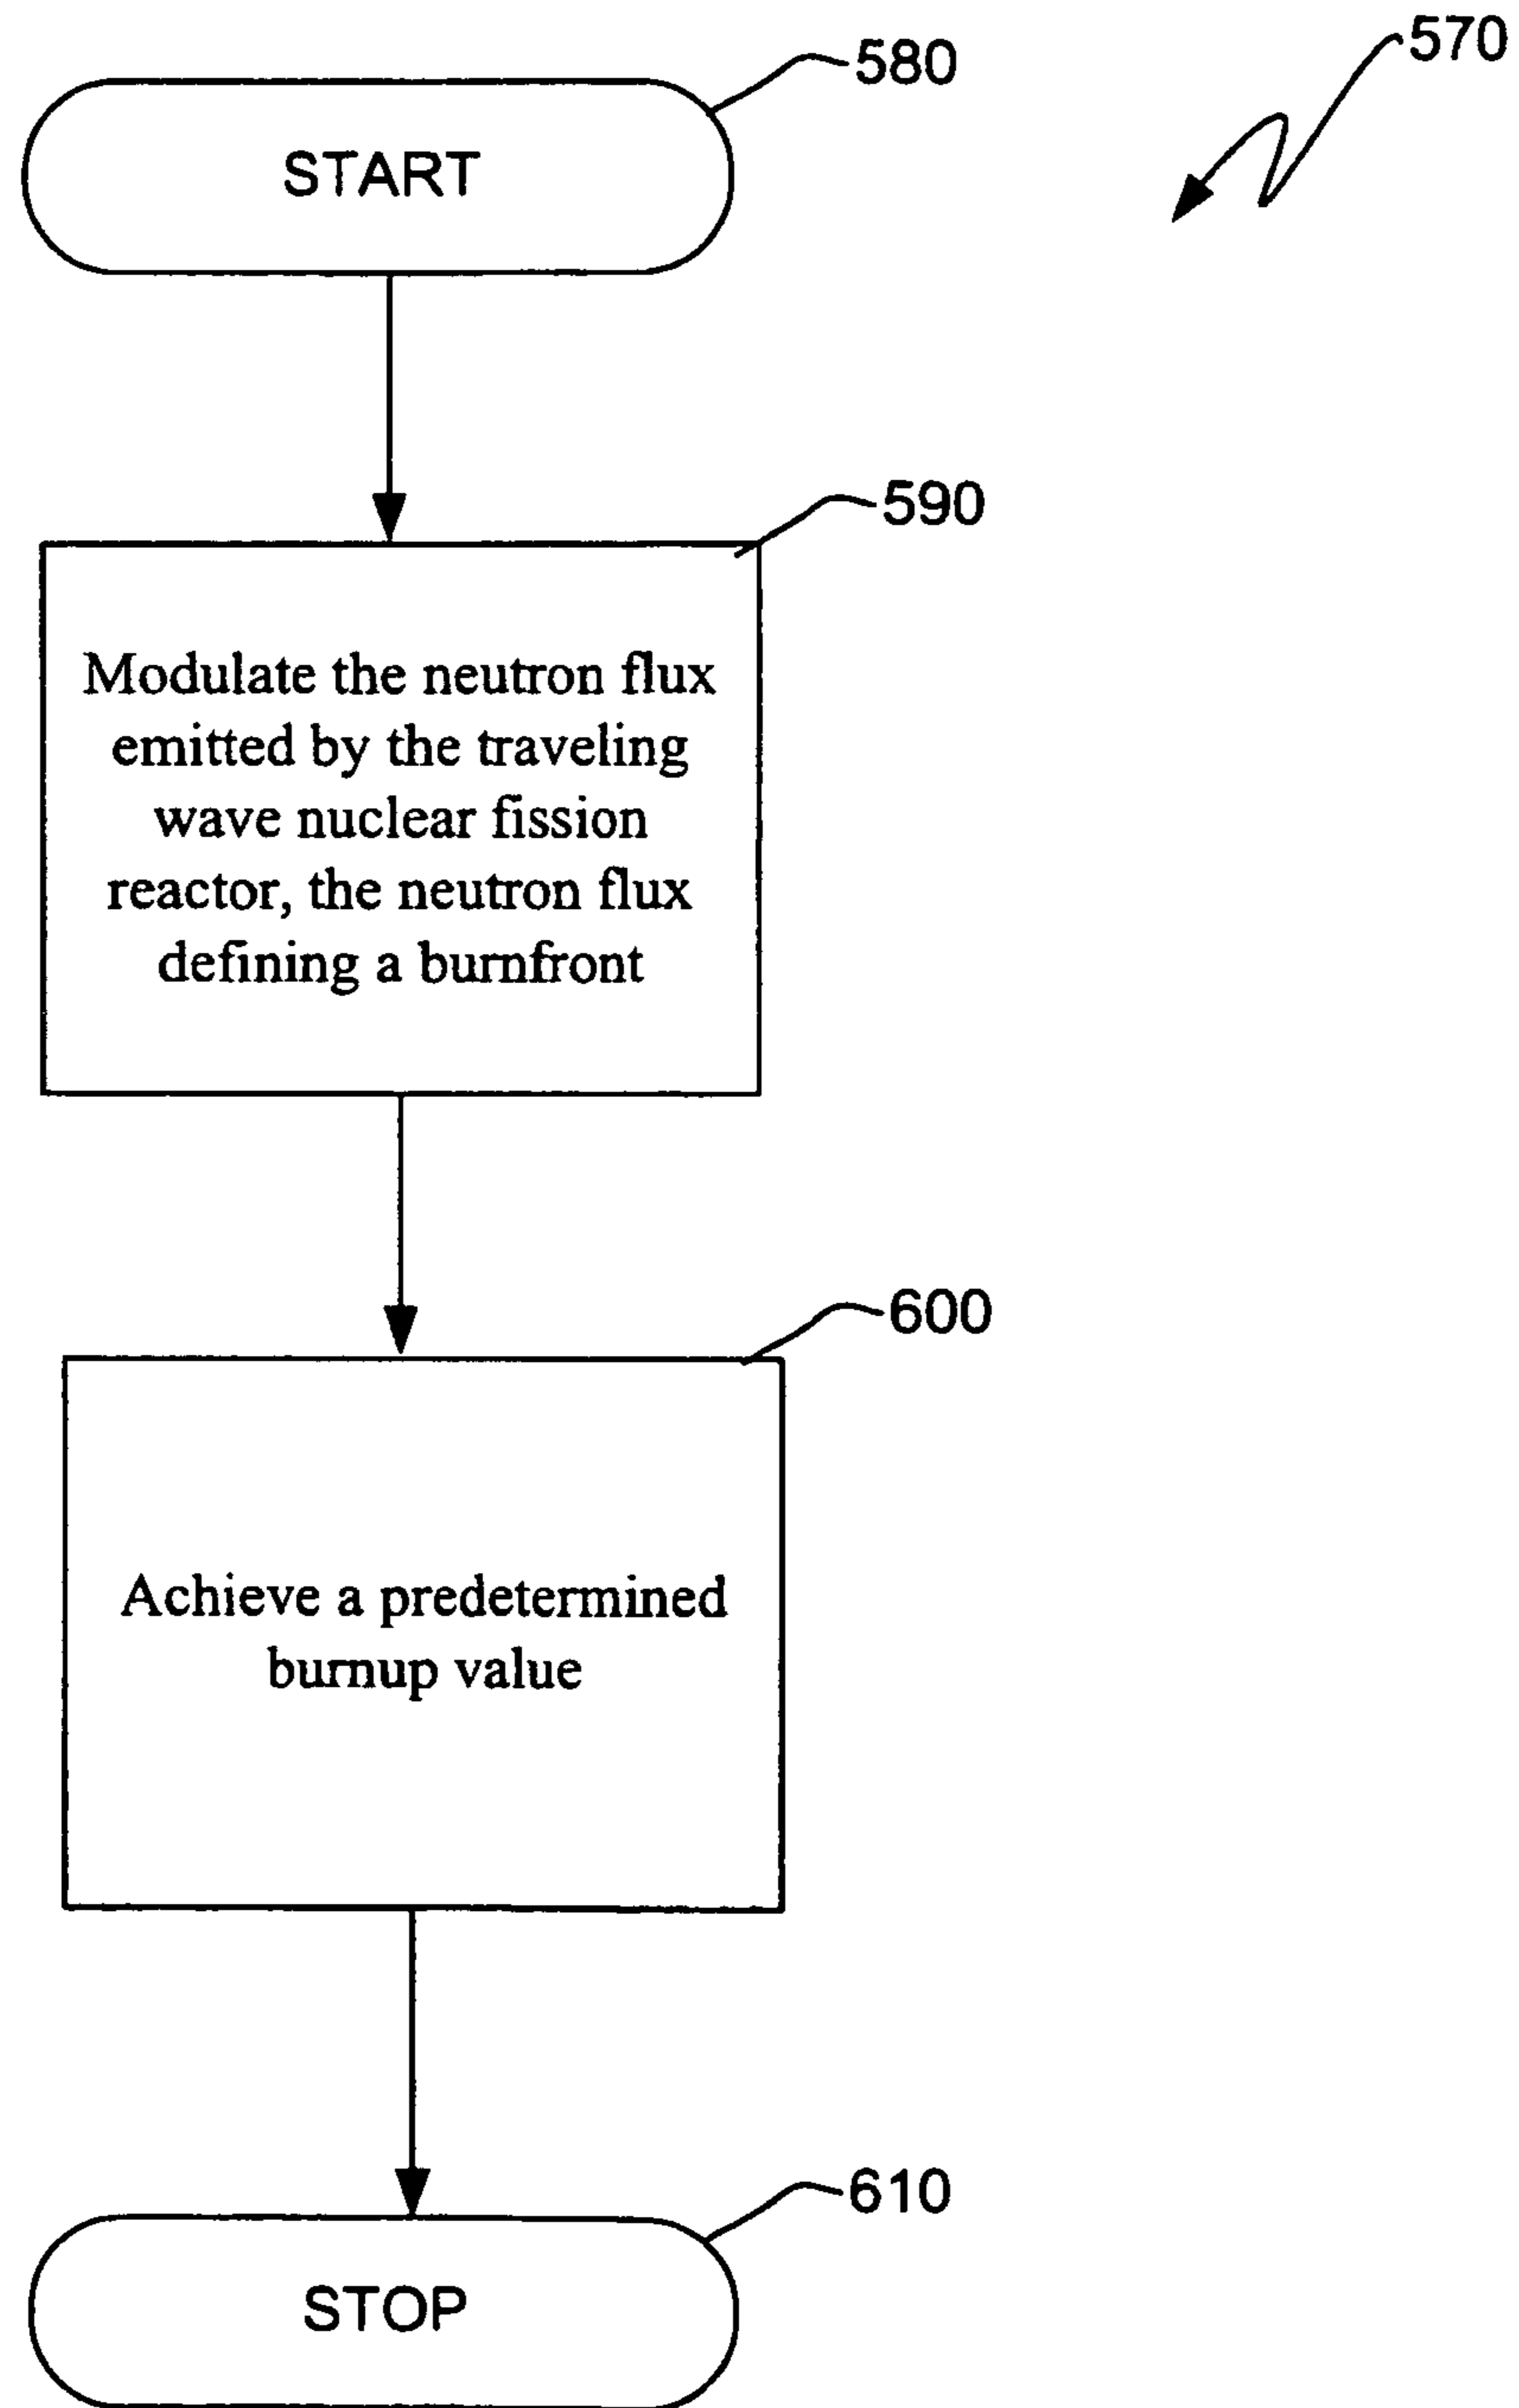 570
580
START
590
Modulate the neutron flux
emitted by the traveling
wave nuclear fission
reactor, the neutron flux
defining a burnfront
600
Achieve a predetermined
burnup value
610
STOP